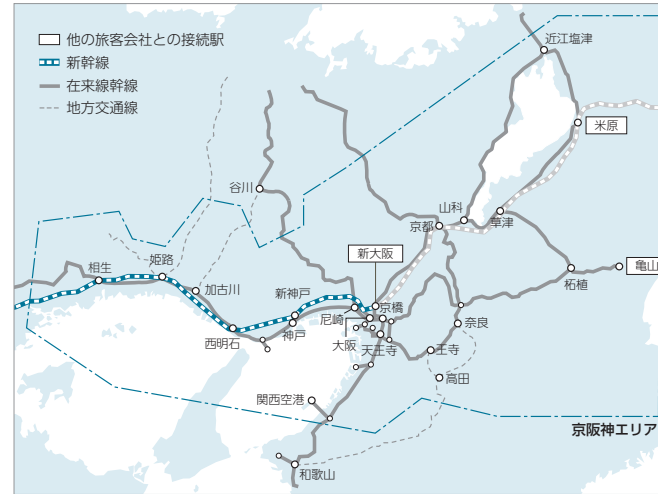 他の旅客会社との接続駅
新幹線
在来線幹線
地方交通線
近江塩津
米原
谷川
山科
京都
草津
新大阪
姫路
相生
亀山
加古川
新神戸
柘植
京橋
尼崎
奈良
西明石
神戸
大阪
天王寺
王寺
高田
関西空港
京阪神エリア
和歌山